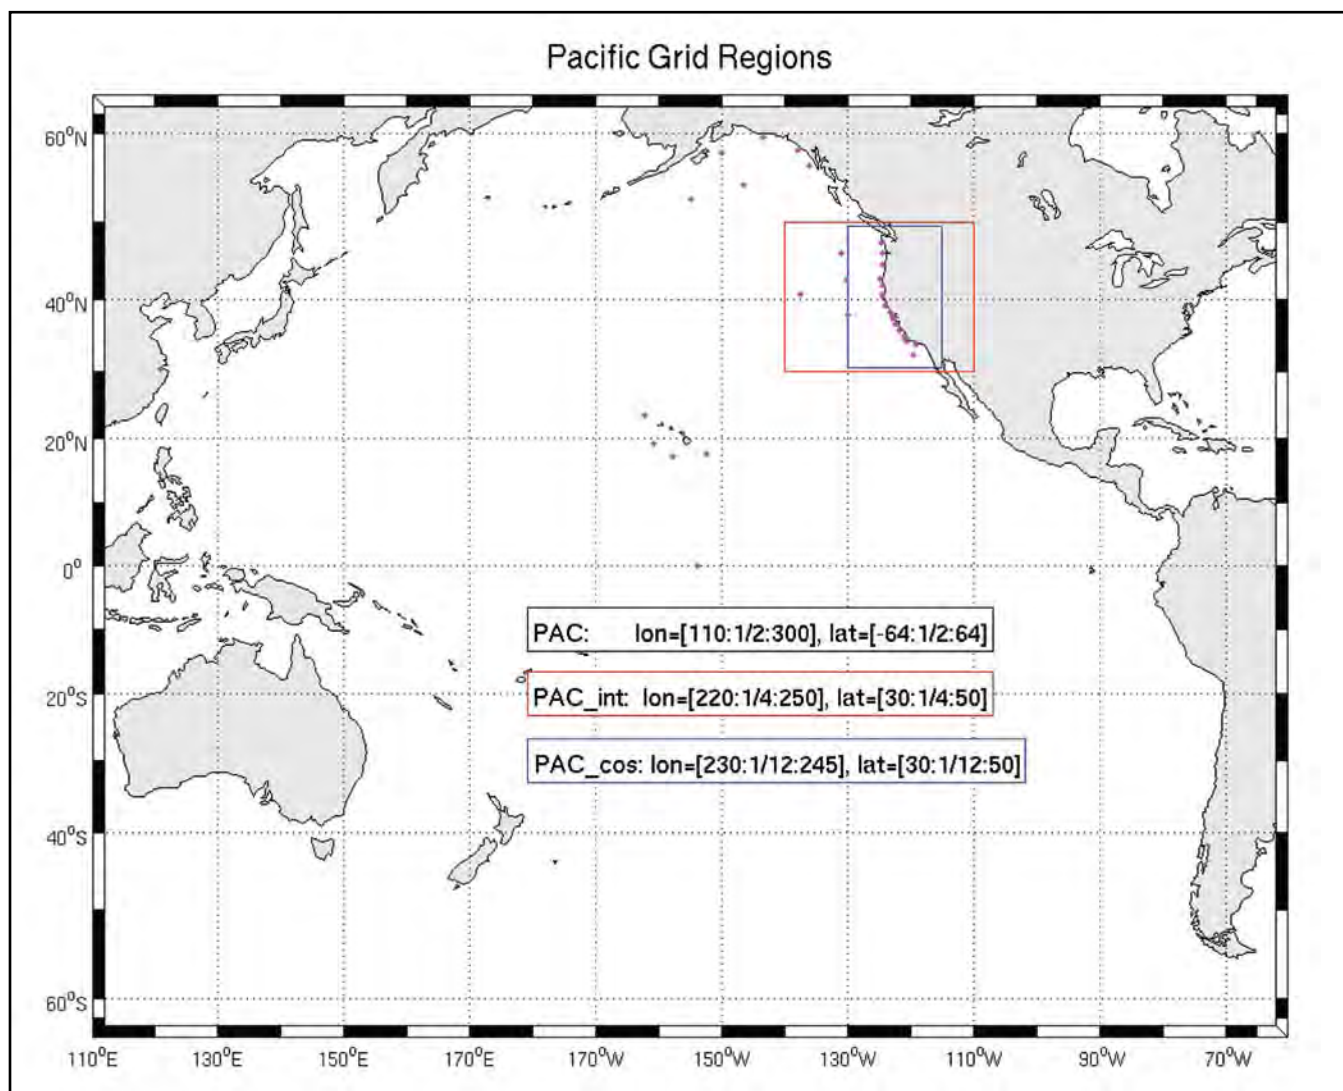 Pacific Grid Regions
60°N
40°N
20°N
0°
20°S
40°S
60°S
PAC: lon=[110:1/2:300], lat=[-64:1/2:64]
PAC_int: lon=[220:1/4:250], lat=[30:1/4:50]
PAC_cos: lon=[230:1/12:245], lat=[30:1/12:50]
110°E 130°E 150°E 170°E 170°W 150°W 130°W 110°W 90°W 70°W